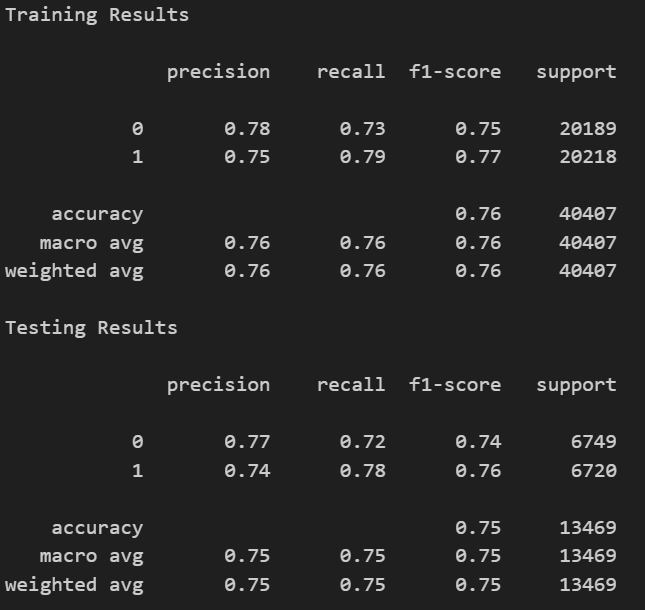 Training Results
precision recall f1-score support
0 0.78 0.73 0.75 20189
1 0.75 0.79 0.77 20218
accuracy 0.76 40407
macro avg 0.76 0.76 0.76 40407
weighted avg 0.76 0.76 0.76 40407
Testing Results
precision recall f1-score support
0 0.77 0.72 0.74 6749
1 0.74 0.78 0.76 6720
accuracy 0.75 13469
macro avg 0.75 0.75 0.75 13469
weighted avg 0.75 0.75 0.75 13469